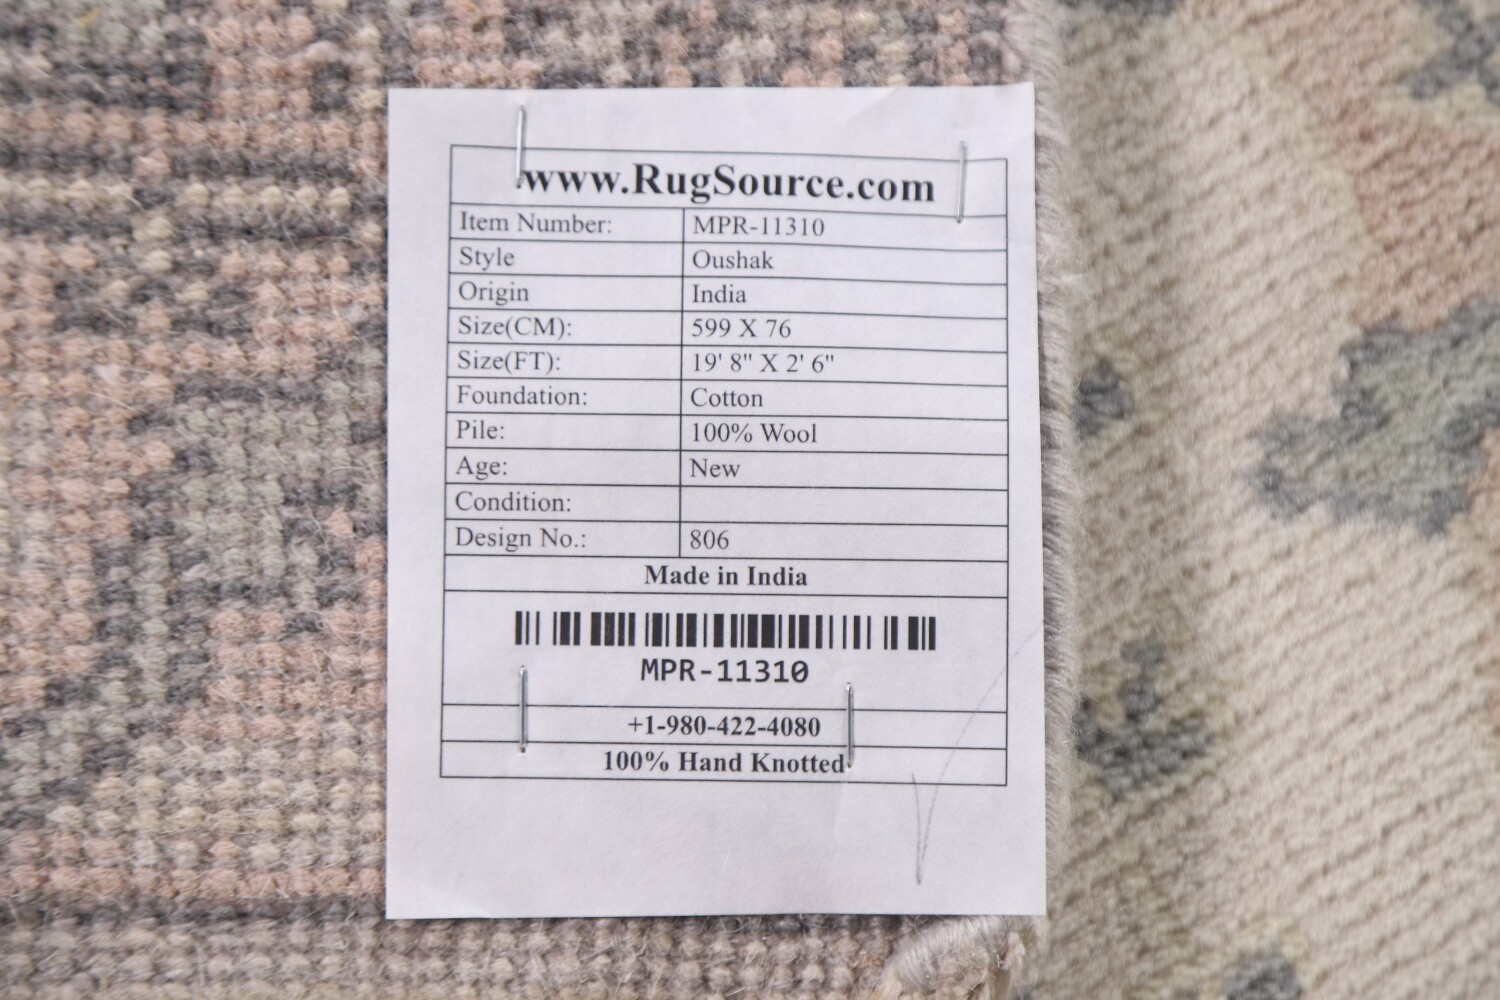 www.RugSource.com
Item Number: MPR-11310
Style Oushak
Origin India
Size(CM): 599 X 76
Size(FT): 19' 8" X 2' 6"
Foundation: Cotton
Pile: 100% Wool
Age: New
Condition:
Design No.: 806
Made in India
MPR-11310
+1-980-422-4080
100% Hand Knotted